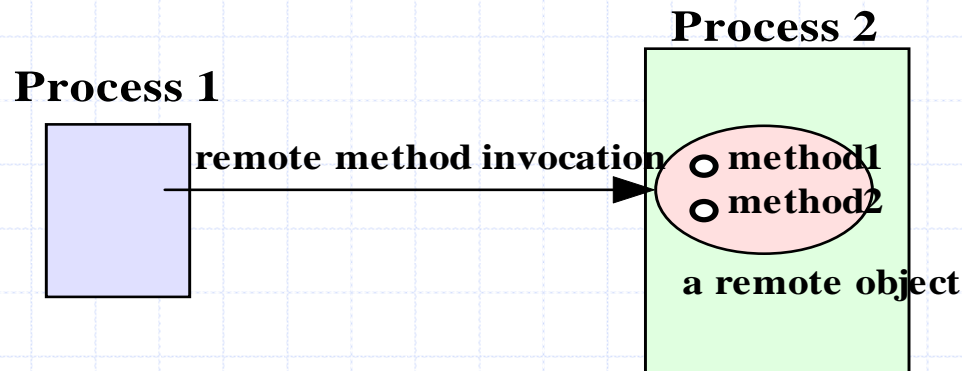 Process 2
Process 1
remote method invocation
method1
method2
a remote object